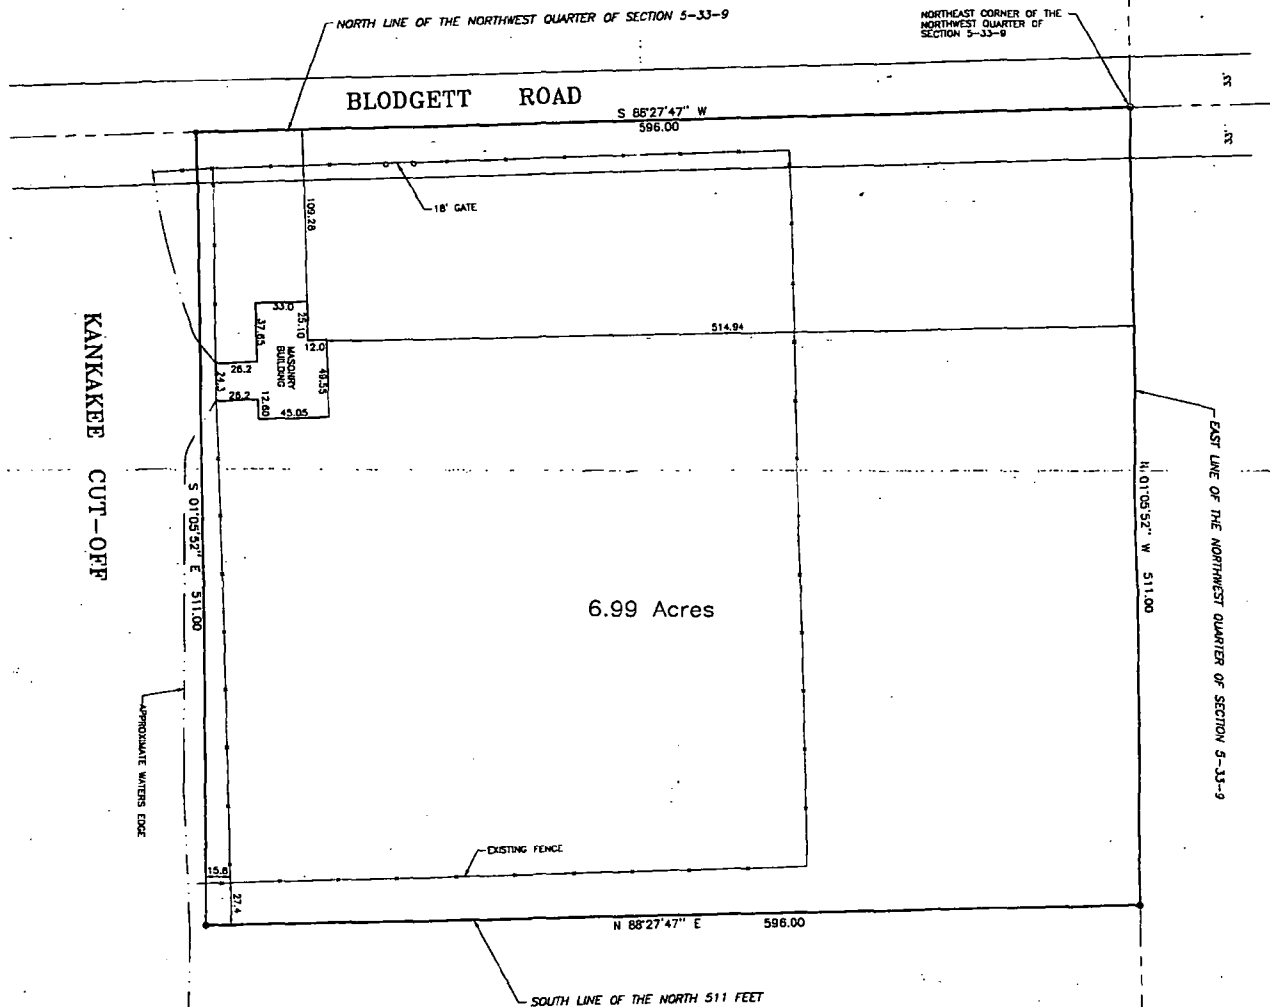 NORTH LINE OF THE NORTHWEST QUARTER OF SECTION 5-33-9
NORTHEAST CORNER OF THE
NORTHWEST QUARTER OF
SECTION 5-33-9
BLODGETT ROAD
S 88°27'47" W
596.00
33'
33'
18' GATE
109.28
33.0
25.10
37.65
12.0
514.94
MASONRY
BUILDING
26.2
24.3
49.55
26.2
12.60
45.05
KANKAKEE CUT-OFF
S 01°05'52" E 511.00
N 01°05'52" W 511.00
EAST LINE OF THE NORTHWEST QUARTER OF SECTION 5-33-9
6.99 Acres
APPROXIMATE WATERS EDGE
EXISTING FENCE
15.8
27.4
N 88°27'47" E 596.00
SOUTH LINE OF THE NORTH 511 FEET